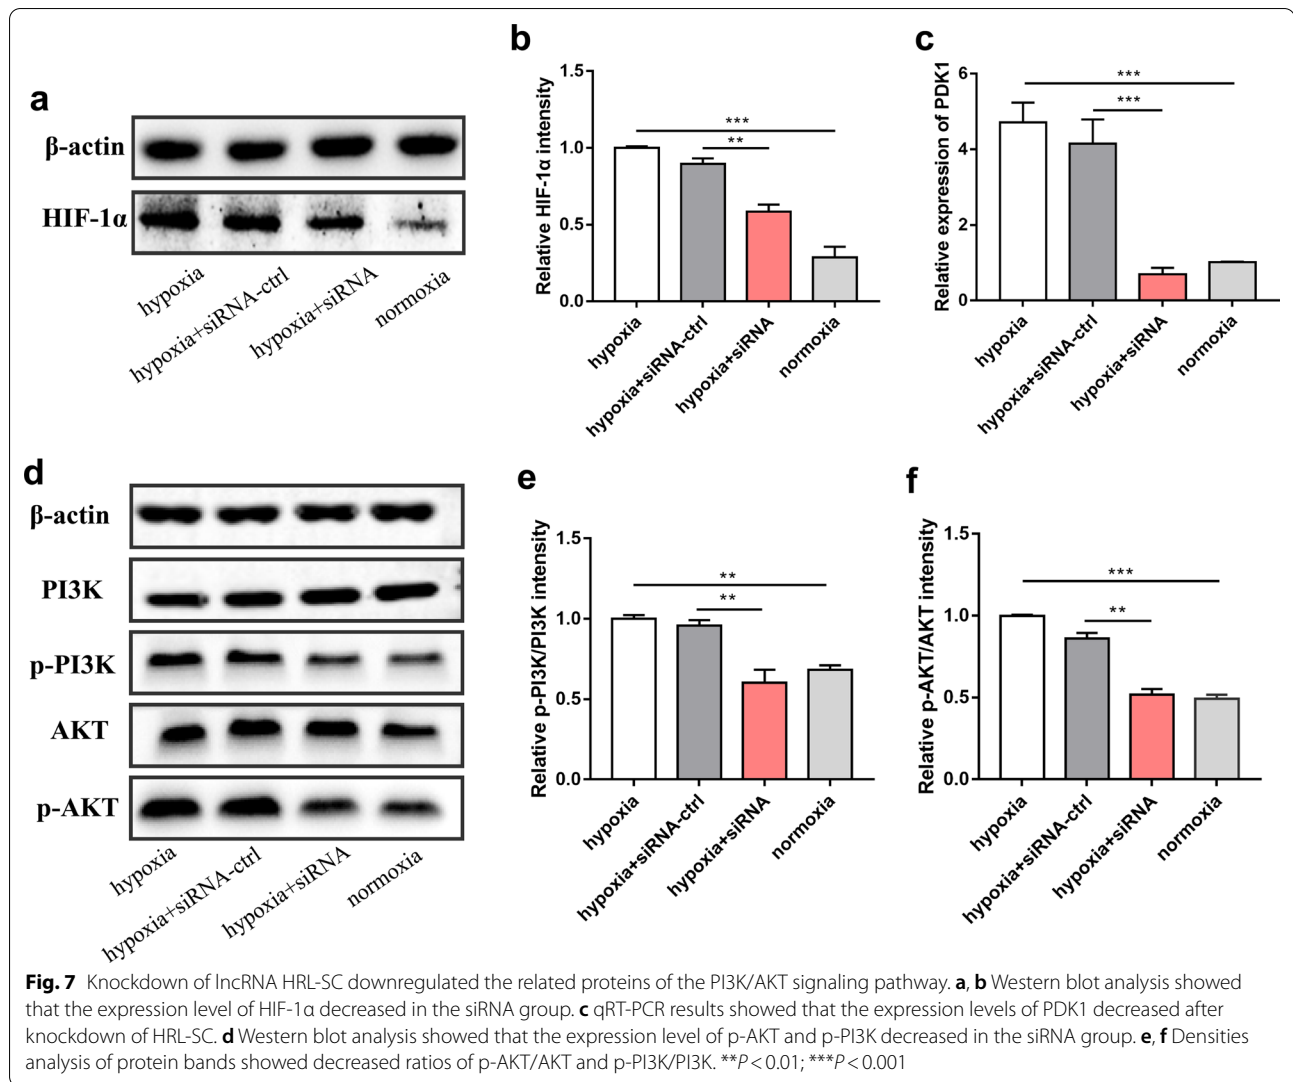 a
β-actin
HIF-1α
hypoxia
hypoxia+siRNA-ctrl
hypoxia+siRNA
normoxia
b
Relative HIF-1α intensity
1.5
1.0
0.5
0.0
***
**
hypoxia
hypoxia+siRNA-ctrl
hypoxia+siRNA
normoxia
c
Relative expression of PDK1
6
4
2
0
***
***
hypoxia
hypoxia+siRNA-ctrl
hypoxia+siRNA
normoxia
d
β-actin
PI3K
p-PI3K
AKT
p-AKT
hypoxia
hypoxia+siRNA-ctrl
hypoxia+siRNA
normoxia
e
Relative p-PI3K/PI3K intensity
1.5
1.0
0.5
0.0
**
**
hypoxia
hypoxia+siRNA-ctrl
hypoxia+siRNA
normoxia
f
Relative p-AKT/AKT intensity
1.5
1.0
0.5
0.0
***
**
hypoxia
hypoxia+siRNA-ctrl
hypoxia+siRNA
normoxia
Fig. 7 Knockdown of lncRNA HRL-SC downregulated the related proteins of the PI3K/AKT signaling pathway. a, b Western blot analysis showed
that the expression level of HIF-1α decreased in the siRNA group. c qRT-PCR results showed that the expression levels of PDK1 decreased after
knockdown of HRL-SC. d Western blot analysis showed that the expression level of p-AKT and p-PI3K decreased in the siRNA group. e, f Densities
analysis of protein bands showed decreased ratios of p-AKT/AKT and p-PI3K/PI3K. **P < 0.01; ***P < 0.001